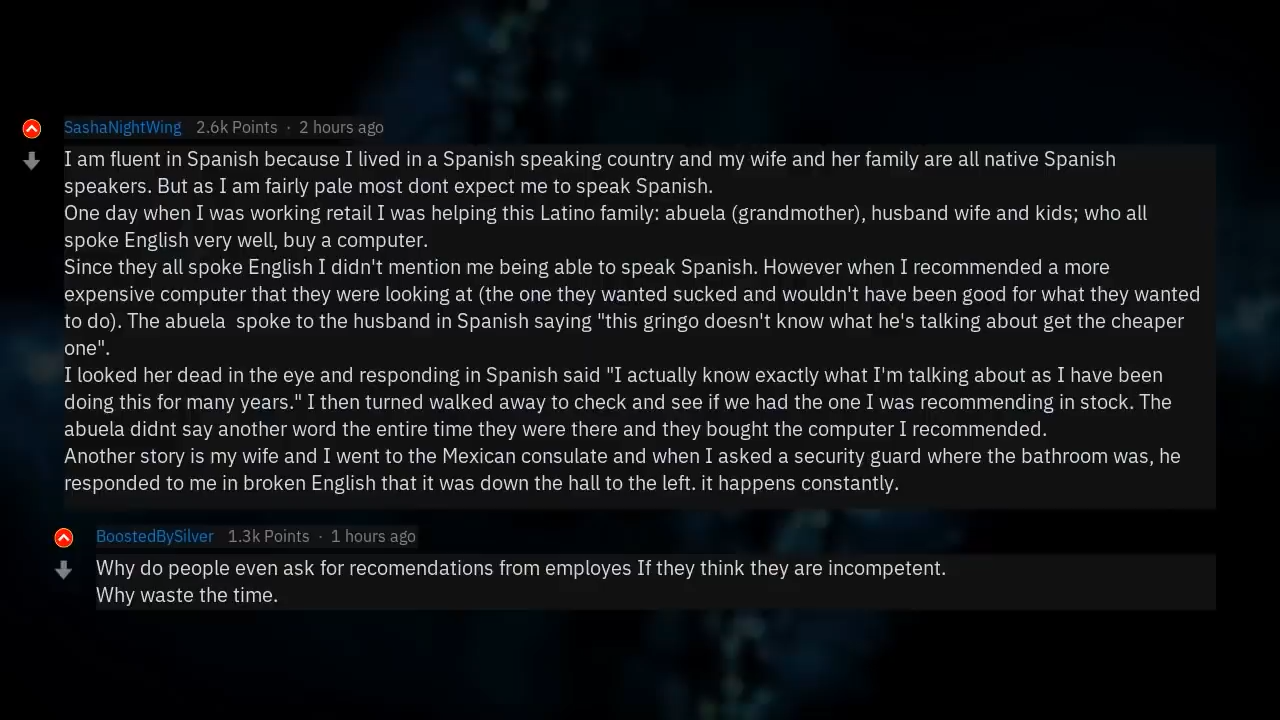 SashaNightWing 2.6k Points · 2 hours ago
I am fluent in Spanish because I lived in a Spanish speaking country and my wife and her family are all native Spanish
speakers. But as I am fairly pale most dont expect me to speak Spanish.
One day when I was working retail I was helping this Latino family: abuela (grandmother), husband wife and kids; who all
spoke English very well, buy a computer.
Since they all spoke English I didn't mention me being able to speak Spanish. However when I recommended a more
expensive computer that they were looking at (the one they wanted sucked and wouldn't have been good for what they wanted
to do). The abuela  spoke to the husband in Spanish saying "this gringo doesn't know what he's talking about get the cheaper
one".
I looked her dead in the eye and responding in Spanish said "I actually know exactly what I'm talking about as I have been
doing this for many years." I then turned walked away to check and see if we had the one I was recommending in stock. The
abuela didnt say another word the entire time they were there and they bought the computer I recommended.
Another story is my wife and I went to the Mexican consulate and when I asked a security guard where the bathroom was, he
responded to me in broken English that it was down the hall to the left. it happens constantly.
BoostedBySilver 1.3k Points · 1 hours ago
Why do people even ask for recomendations from employes If they think they are incompetent.
Why waste the time.